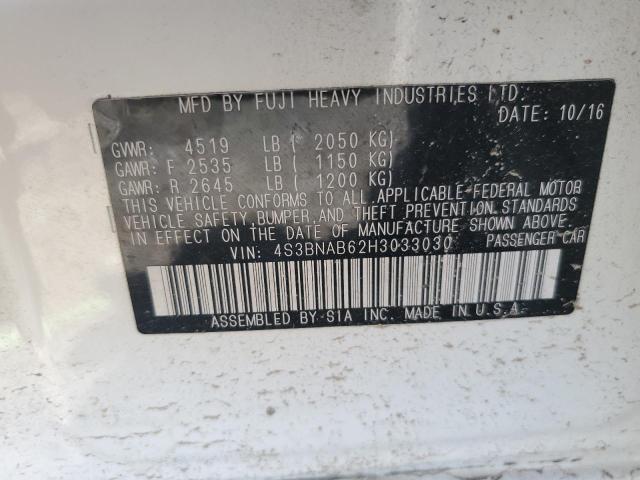 MFD BY FUJI HEAVY INDUSTRIES LTD.
DATE: 10/16
GVWR: 4519 LB ( 2050 KG)
GAWR: F 2535 LB ( 1150 KG)
GAWR: R 2645 LB ( 1200 KG)
THIS VEHICLE CONFORMS TO ALL APPLICABLE FEDERAL MOTOR
VEHICLE SAFETY, BUMPER, AND THEFT PREVENTION STANDARDS
IN EFFECT ON THE DATE OF MANUFACTURE SHOWN ABOVE.
VIN: 4S3BNAB62H3033030 PASSENGER CAR
ASSEMBLED BY SIA INC. MADE IN U.S.A.